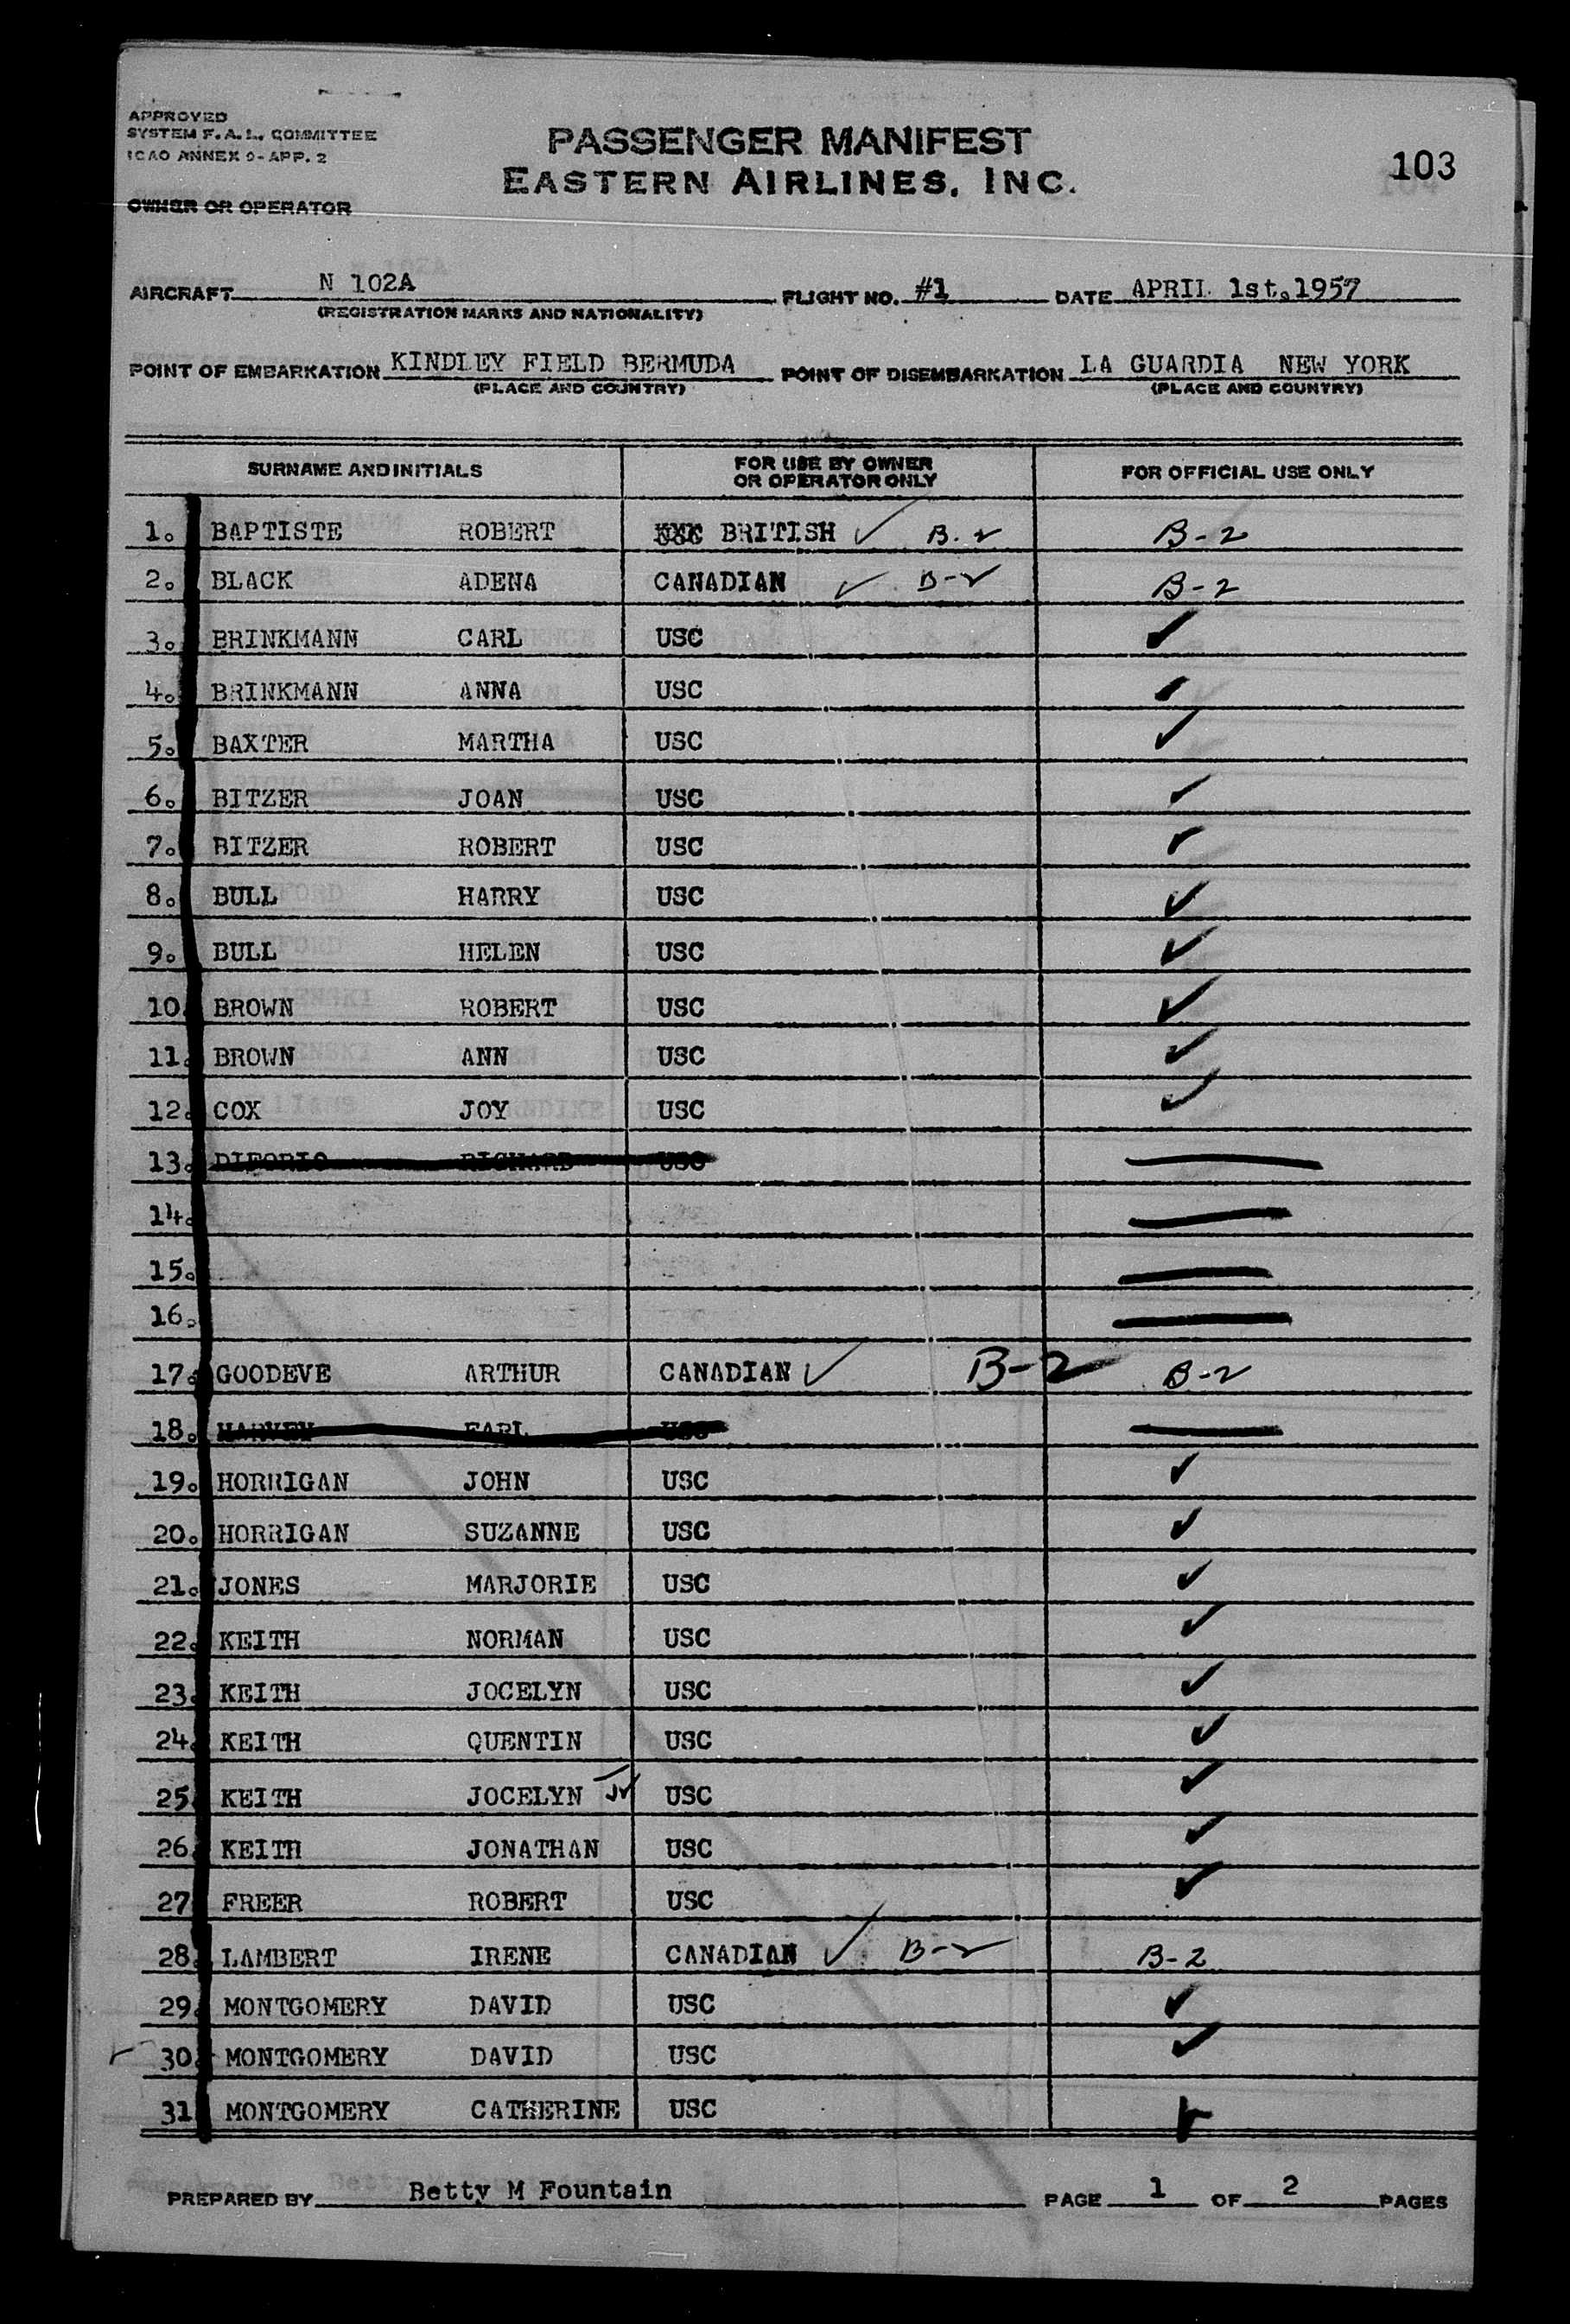 APPROVED
SYSTEM F.A.L. COMMITTEE
ICAO ANNEX 9-APP. 2
OWNER OR OPERATOR
PASSENGER MANIFEST
EASTERN AIRLINES, INC.
103
AIRCRAFT N 102A FLIGHT NO. #1 DATE APRIL 1st.1957
(REGISTRATION MARKS AND NATIONALITY)
POINT OF EMBARKATION KINDLEY FIELD BERMUDA POINT OF DISEMBARKATION LA GUARDIA NEW YORK
(PLACE AND COUNTRY) (PLACE AND COUNTRY)
SURNAME AND INITIALS FOR USE BY OWNER OR OPERATOR ONLY FOR OFFICIAL USE ONLY
1. BAPTISTE ROBERT BRITISH ✓ B-2 B-2
2. BLACK ADENA CANADIAN ✓ B-2 B-2
3. BRINKMANN CARL USC ✓
4. BRINKMANN ANNA USC ✓
5. BAXTER MARTHA USC ✓
6. BITZER JOAN USC ✓
7. BITZER ROBERT USC ✓
8. BULL HARRY USC ✓
9. BULL HELEN USC ✓
10. BROWN ROBERT USC ✓
11. BROWN ANN USC ✓
12. COX JOY USC ✓
13. DIFORIO RICHARD USC
14.
15.
16.
17. GOODEVE ARTHUR CANADIAN ✓ B-2 B-2
18. HARVEY EARL USC
19. HORRIGAN JOHN USC ✓
20. HORRIGAN SUZANNE USC ✓
21. JONES MARJORIE USC ✓
22. KEITH NORMAN USC ✓
23. KEITH JOCELYN USC ✓
24. KEITH QUENTIN USC ✓
25. KEITH JOCELYN Jr USC ✓
26. KEITH JONATHAN USC ✓
27. FREER ROBERT USC ✓
28. LAMBERT IRENE CANADIAN ✓ B-2 B-2
29. MONTGOMERY DAVID USC ✓
30. MONTGOMERY DAVID USC ✓
31. MONTGOMERY CATHERINE USC ✓
PREPARED BY Betty M Fountain PAGE 1 OF 2 PAGES